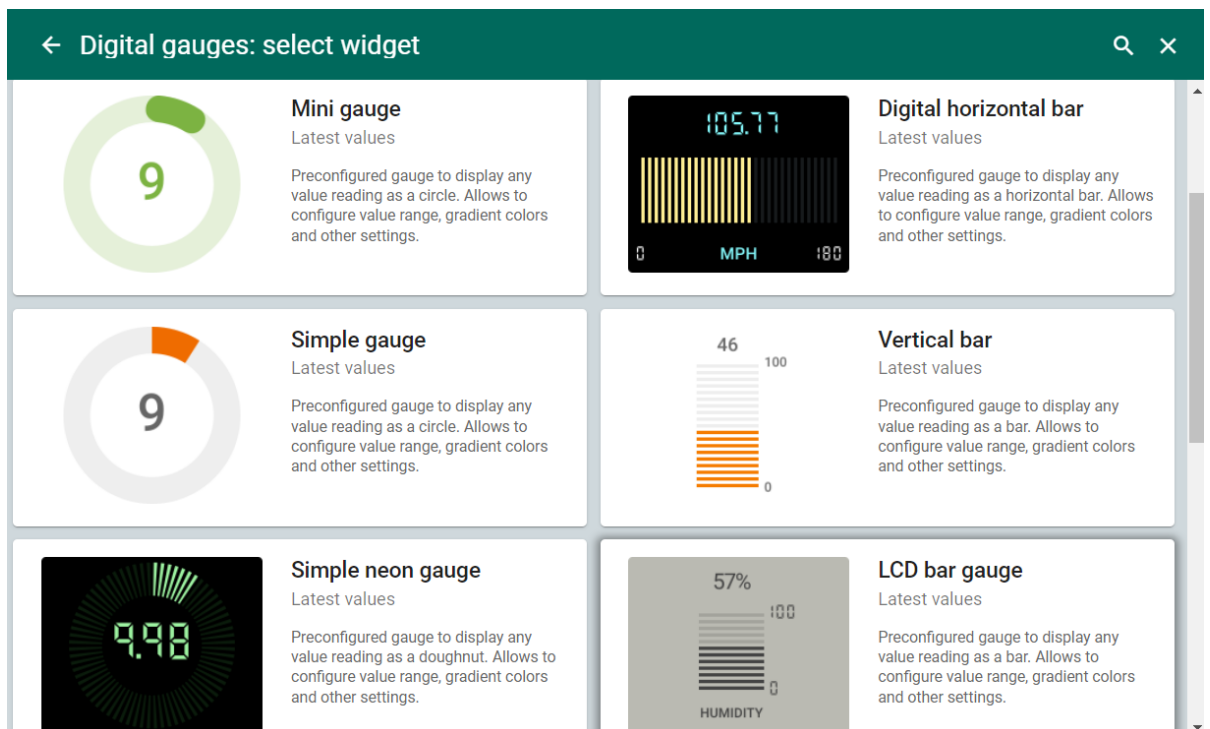 Digital gauges: select widget
9
Mini gauge
Latest values
Preconfigured gauge to display any
value reading as a circle. Allows to
configure value range, gradient colors
and other settings.
105.77
0
MPH
180
Digital horizontal bar
Latest values
Preconfigured gauge to display any
value reading as a horizontal bar. Allows
to configure value range, gradient colors
and other settings.
9
Simple gauge
Latest values
Preconfigured gauge to display any
value reading as a circle. Allows to
configure value range, gradient colors
and other settings.
46
100
0
Vertical bar
Latest values
Preconfigured gauge to display any
value reading as a bar. Allows to
configure value range, gradient colors
and other settings.
9.98
Simple neon gauge
Latest values
Preconfigured gauge to display any
value reading as a doughnut. Allows to
configure value range, gradient colors
and other settings.
57%
100
0
HUMIDITY
LCD bar gauge
Latest values
Preconfigured gauge to display any
value reading as a bar. Allows to
configure value range, gradient colors
and other settings.